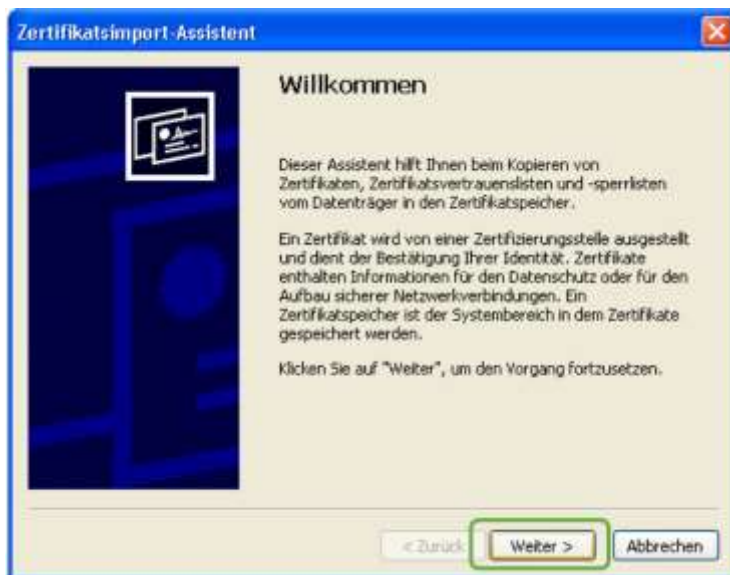 Zertifikatsimport-Assistent
Willkommen
Dieser Assistent hilft Ihnen beim Kopieren von
Zertifikaten, Zertifikatsvertrauenslisten und -sperrlisten
vom Datenträger in den Zertifikatspeicher.
Ein Zertifikat wird von einer Zertifizierungsstelle ausgestellt
und dient der Bestätigung Ihrer Identität. Zertifikate
enthalten Informationen für den Datenschutz oder für den
Aufbau sicherer Netzwerkverbindungen. Ein
Zertifikatspeicher ist der Systembereich in dem Zertifikate
gespeichert werden.
Klicken Sie auf "Weiter", um den Vorgang fortzusetzen.
< Zurück Weiter > Abbrechen